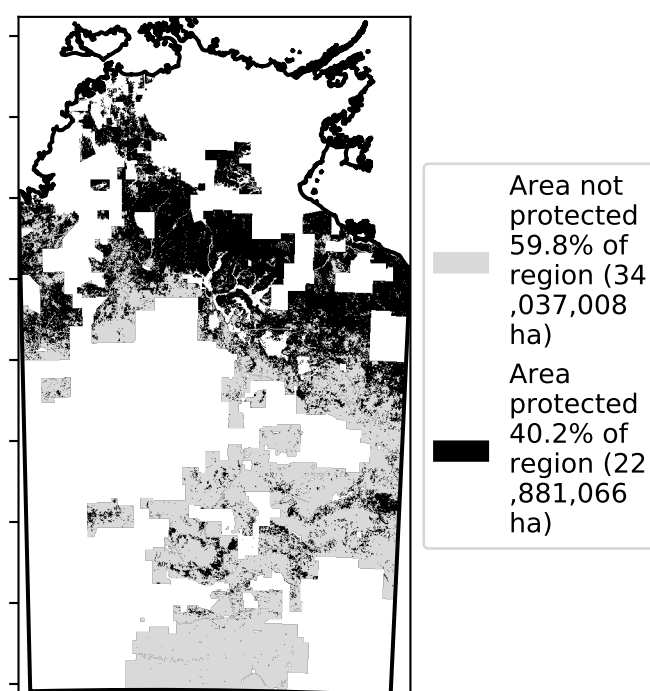 Area not
protected
59.8% of
region (34
,037,008
ha)
Area
protected
40.2% of
region (22
,881,066
ha)